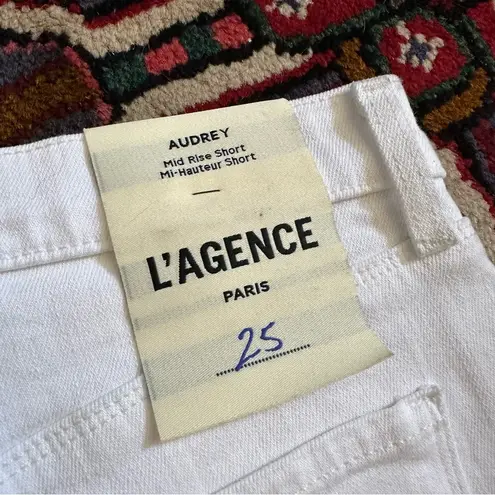 AUDREY
Mid Rise Short
Mi-Hauteur Short
L'AGENCE
PARIS
25